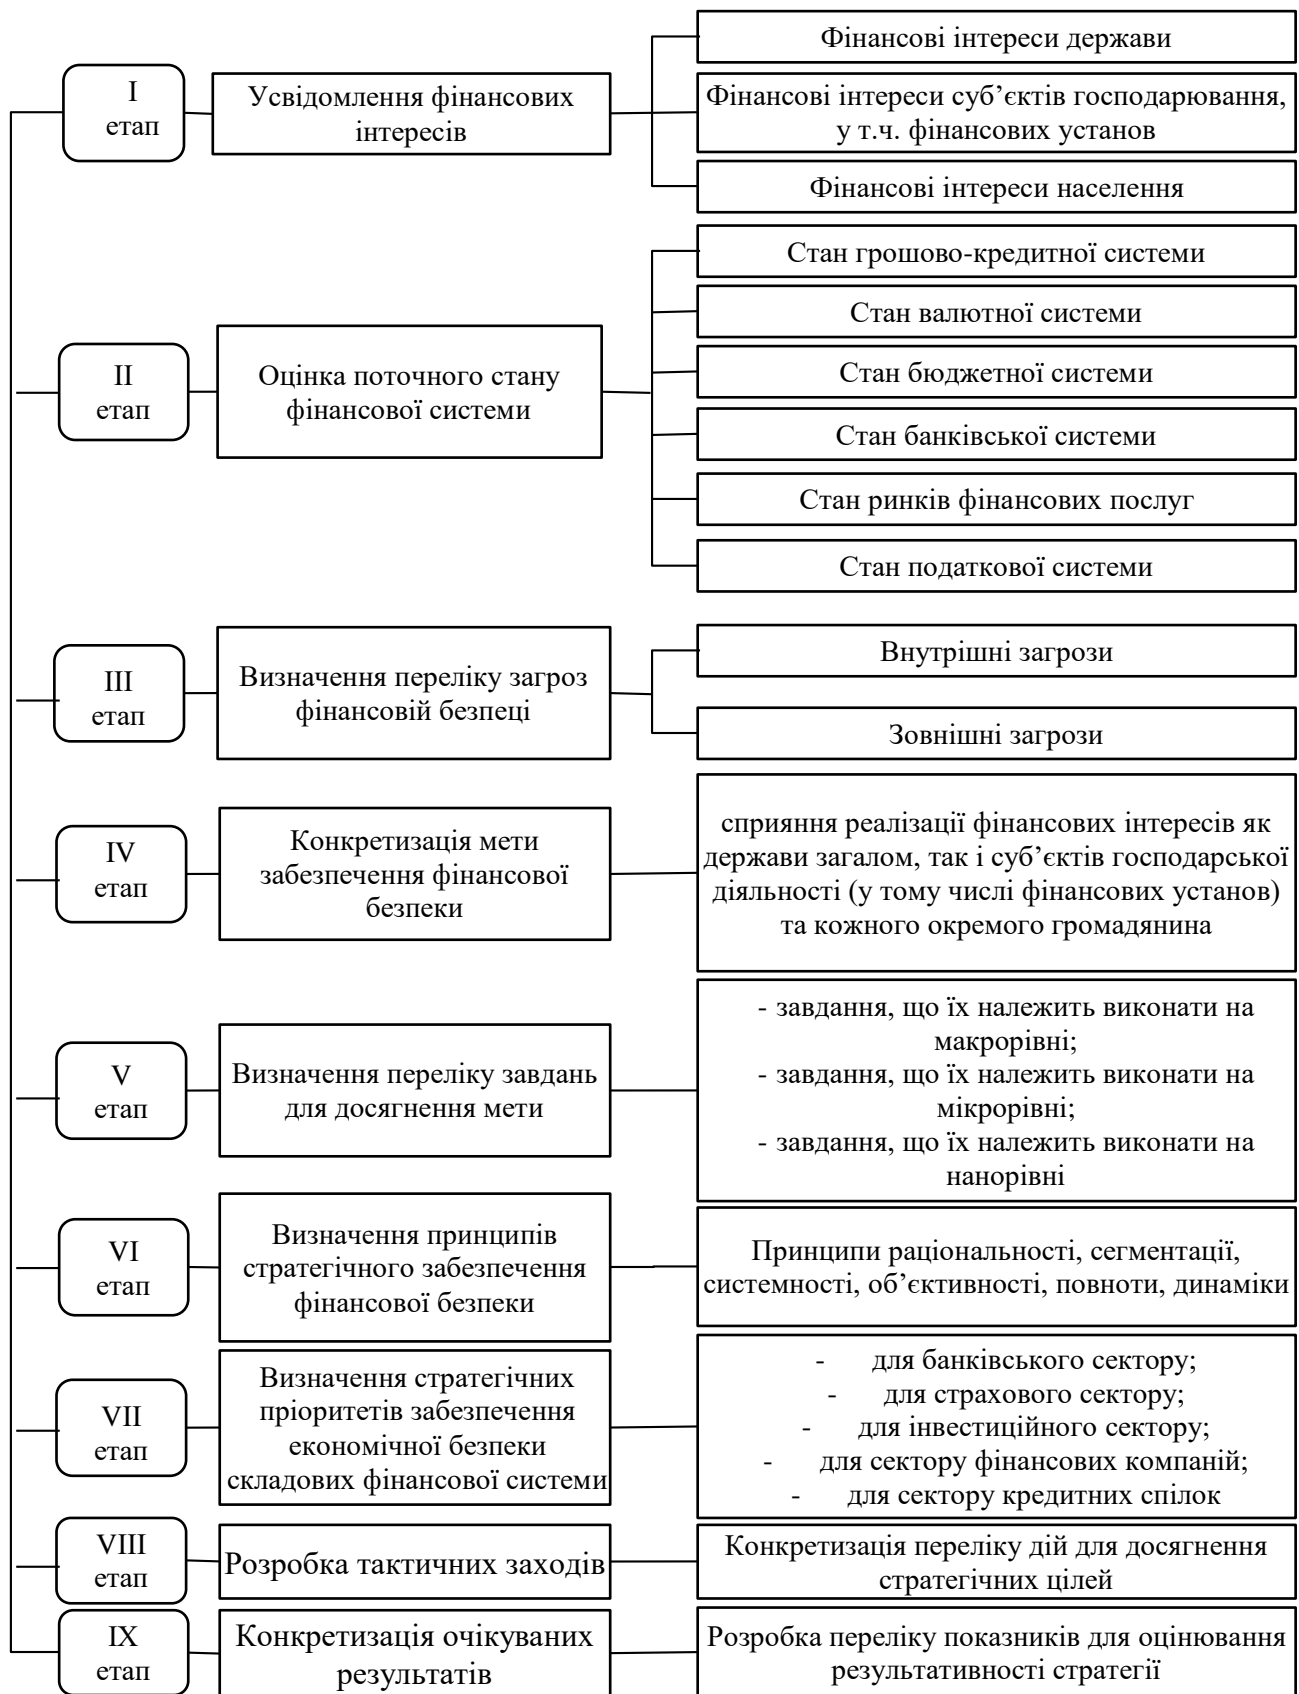 I
етап
Усвідомлення фінансових
інтересів
Фінансові інтереси держави
Фінансові інтереси суб’єктів господарювання,
у т.ч. фінансових установ
Фінансові інтереси населення
II
етап
Оцінка поточного стану
фінансової системи
Стан грошово-кредитної системи
Стан валютної системи
Стан бюджетної системи
Стан банківської системи
Стан ринків фінансових послуг
Стан податкової системи
III
етап
Визначення переліку загроз
фінансовій безпеці
Внутрішні загрози
Зовнішні загрози
IV
етап
Конкретизація мети
забезпечення фінансової
безпеки
сприяння реалізації фінансових інтересів як
держави загалом, так і суб’єктів господарської
діяльності (у тому числі фінансових установ)
та кожного окремого громадянина
V
етап
Визначення переліку завдань
для досягнення мети
- завдання, що їх належить виконати на
макрорівні;
- завдання, що їх належить виконати на
мікрорівні;
- завдання, що їх належить виконати на
нанорівні
VI
етап
Визначення принципів
стратегічного забезпечення
фінансової безпеки
Принципи раціональності, сегментації,
системності, об’єктивності, повноти, динаміки
VII
етап
Визначення стратегічних
пріоритетів забезпечення
економічної безпеки
складових фінансової системи
- для банківського сектору;
- для страхового сектору;
- для інвестиційного сектору;
- для сектору фінансових компаній;
- для сектору кредитних спілок
VIII
етап
Розробка тактичних заходів
Конкретизація переліку дій для досягнення
стратегічних цілей
IX
етап
Конкретизація очікуваних
результатів
Розробка переліку показників для оцінювання
результативності стратегії